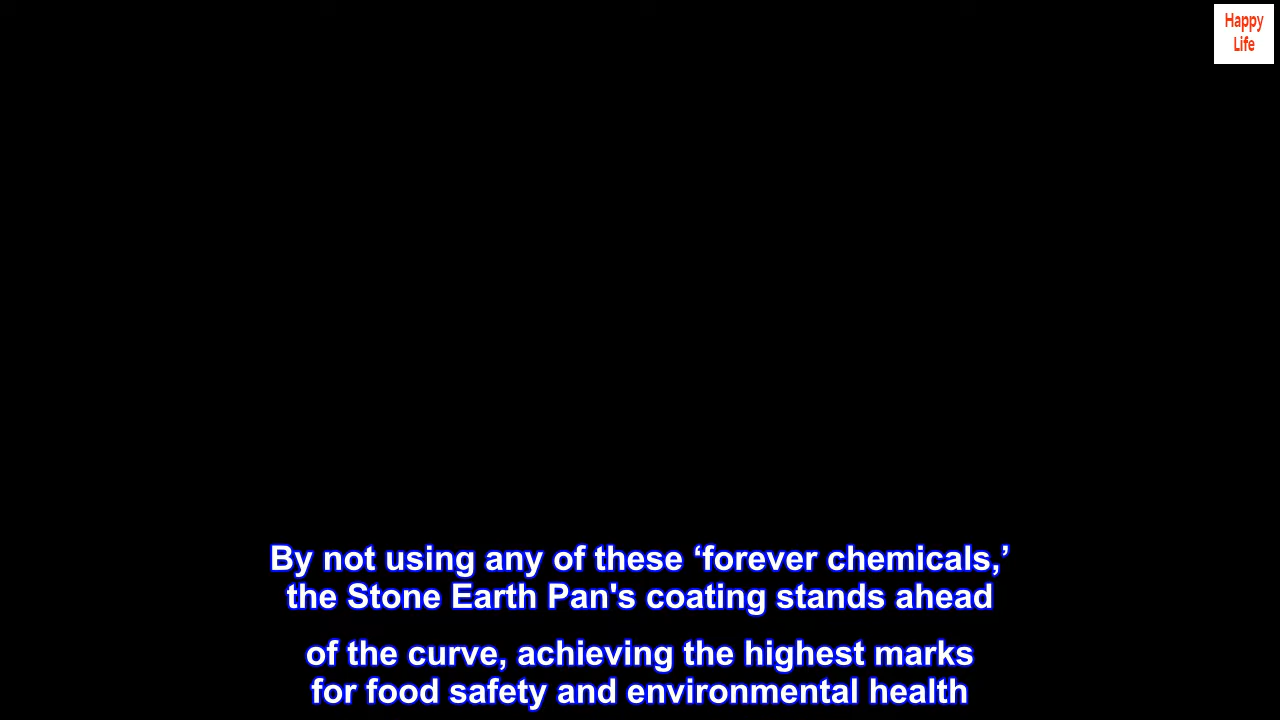 Happy
Life
By not using any of these ‘forever chemicals,’
the Stone Earth Pan's coating stands ahead
of the curve, achieving the highest marks
for food safety and environmental health